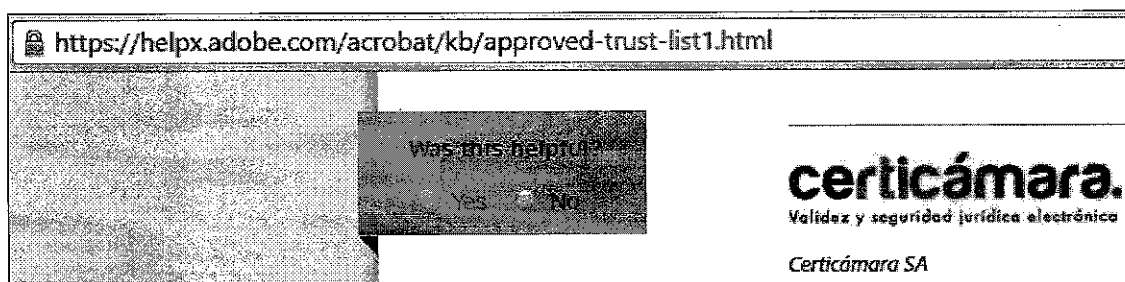 https://helpx.adobe.com/acrobat/kb/approved-trust-list1.html
Was this helpful?
Yes No
certicámara.
Validez y seguridad jurídica electrónica
Certicámara SA